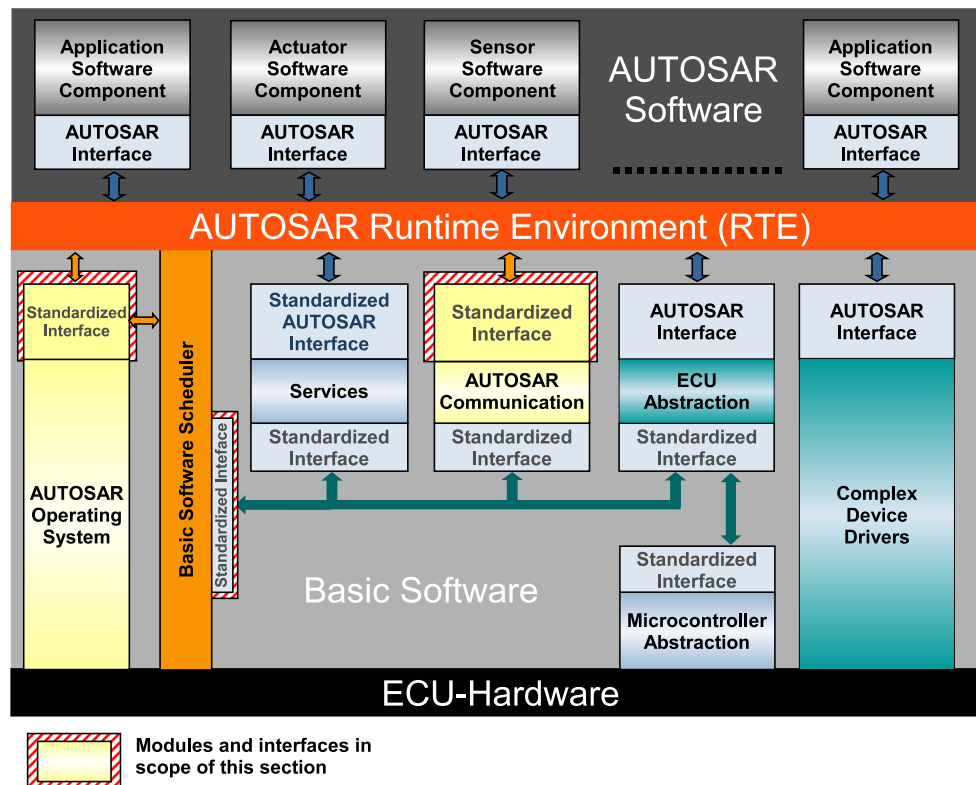 Application
Software
Component
AUTOSAR
Interface
Actuator
Software
Component
AUTOSAR
Interface
Sensor
Software
Component
AUTOSAR
Interface
AUTOSAR
Software
Application
Software
Component
AUTOSAR
Interface
AUTOSAR Runtime Environment (RTE)
Standardized
Interface
AUTOSAR
Operating
System
Basic Software Scheduler
Standardized Inteface
Standardized
AUTOSAR
Interface
Services
Standardized
Interface
Standardized
Interface
AUTOSAR
Communication
Standardized
Interface
AUTOSAR
Interface
ECU
Abstraction
Standardized
Interface
Standardized
Interface
Microcontroller
Abstraction
AUTOSAR
Interface
Complex
Device
Drivers
Basic Software
ECU-Hardware
Modules and interfaces in
scope of this section